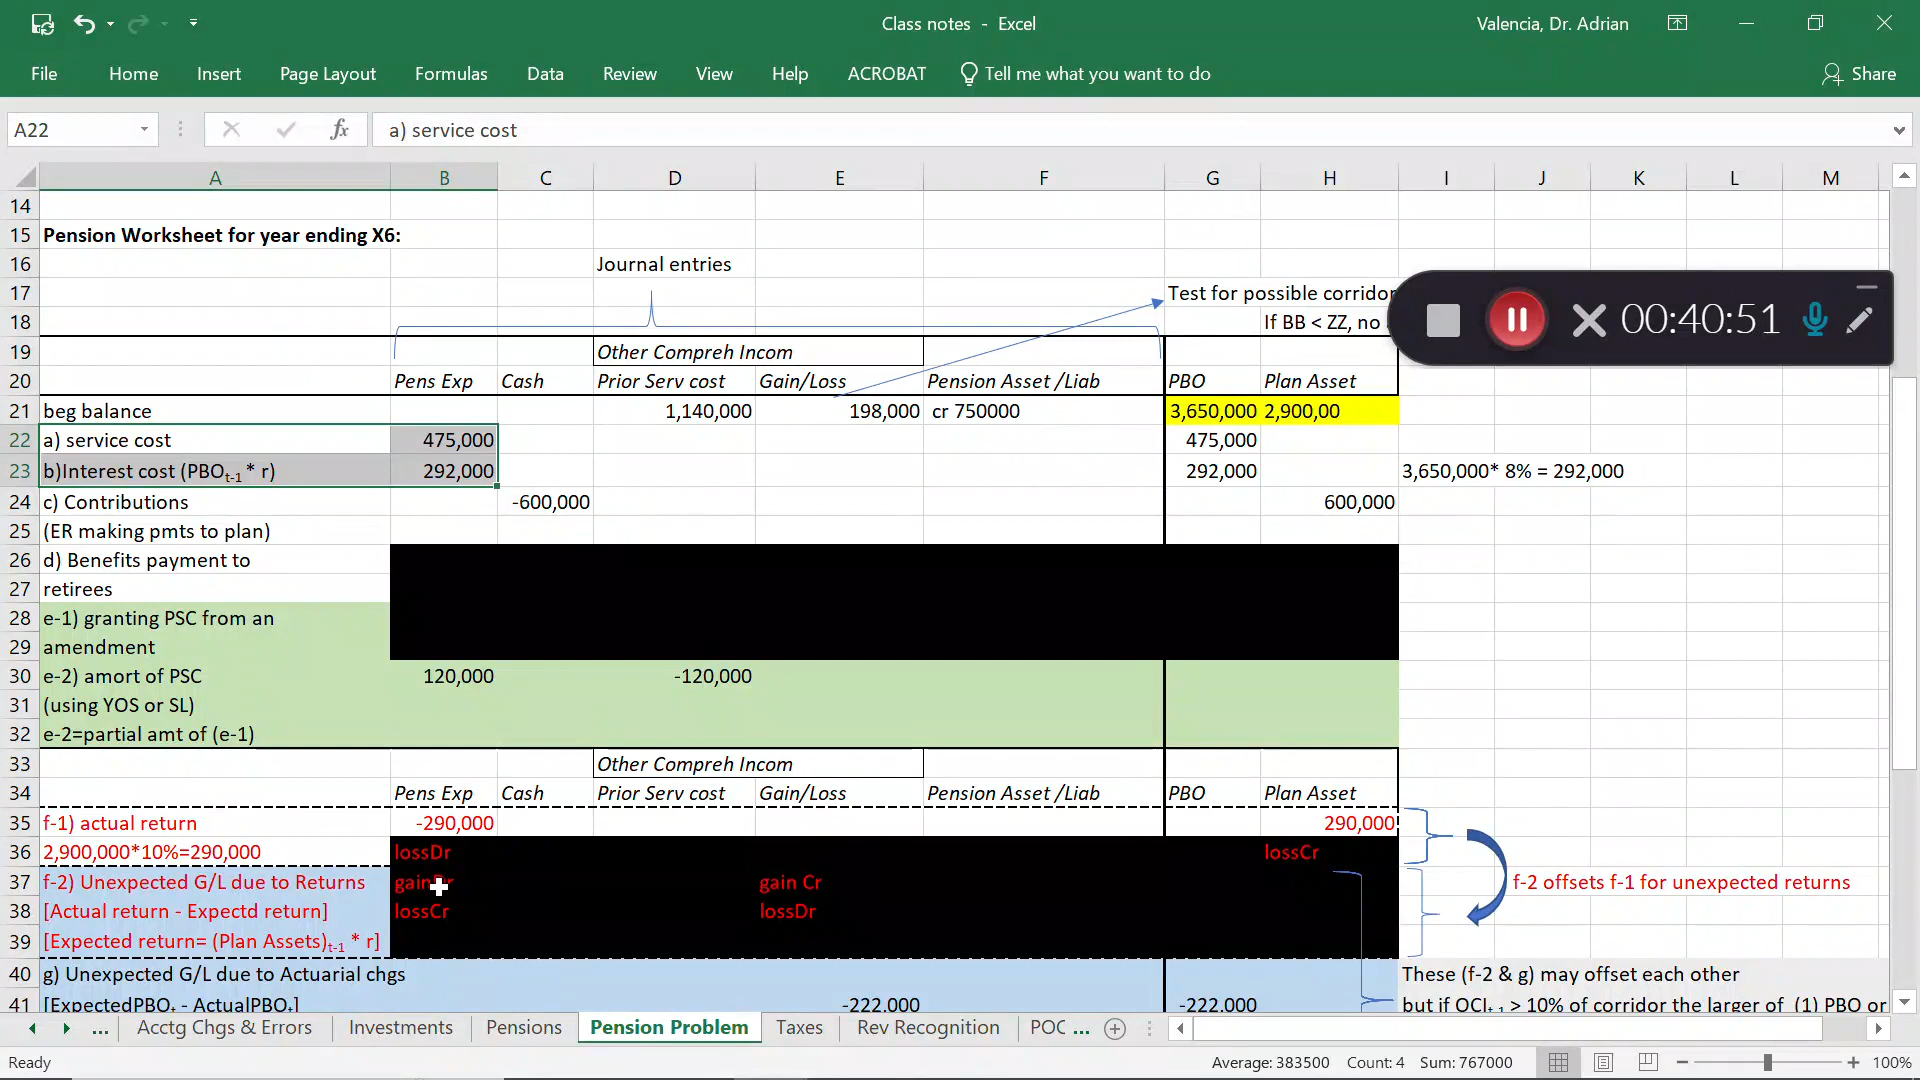 Class notes - Excel
Valencia, Dr. Adrian
File Home Insert Page Layout Formulas Data Review View Help ACROBAT Tell me what you want to do Share
A22 fx a) service cost
A B C D E F G H I J K L M
14
15 Pension Worksheet for year ending X6:
16 Journal entries
17 Test for possible corridor
18 If BB < ZZ, no
00:40:51
19 Other Compreh Incom
20 Pens Exp Cash Prior Serv cost Gain/Loss Pension Asset /Liab PBO Plan Asset
21 beg balance 1,140,000 198,000 cr 750000 3,650,000 2,900,00
22 a) service cost 475,000 475,000
23 b)Interest cost (PBOt-1 * r) 292,000 292,000 3,650,000* 8% = 292,000
24 c) Contributions -600,000 600,000
25 (ER making pmts to plan)
26 d) Benefits payment to
27 retirees
28 e-1) granting PSC from an
29 amendment
30 e-2) amort of PSC 120,000 -120,000
31 (using YOS or SL)
32 e-2=partial amt of (e-1)
33 Other Compreh Incom
34 Pens Exp Cash Prior Serv cost Gain/Loss Pension Asset /Liab PBO Plan Asset
35 f-1) actual return -290,000 290,000
36 2,900,000*10%=290,000 lossDr lossCr
37 f-2) Unexpected G/L due to Returns gainDr gain Cr f-2 offsets f-1 for unexpected returns
38 [Actual return - Expectd return] lossCr lossDr
39 [Expected return= (Plan Assets)t-1 * r]
40 g) Unexpected G/L due to Actuarial chgs These (f-2 & g) may offset each other
41 [ExpectedPBOt - ActualPBOt] -222,000 -222,000 but if OCIt-1 > 10% of corridor the larger of (1) PBO or
... Acctg Chgs & Errors Investments Pensions Pension Problem Taxes Rev Recognition POC ...
Ready Average: 383500 Count: 4 Sum: 767000 100%